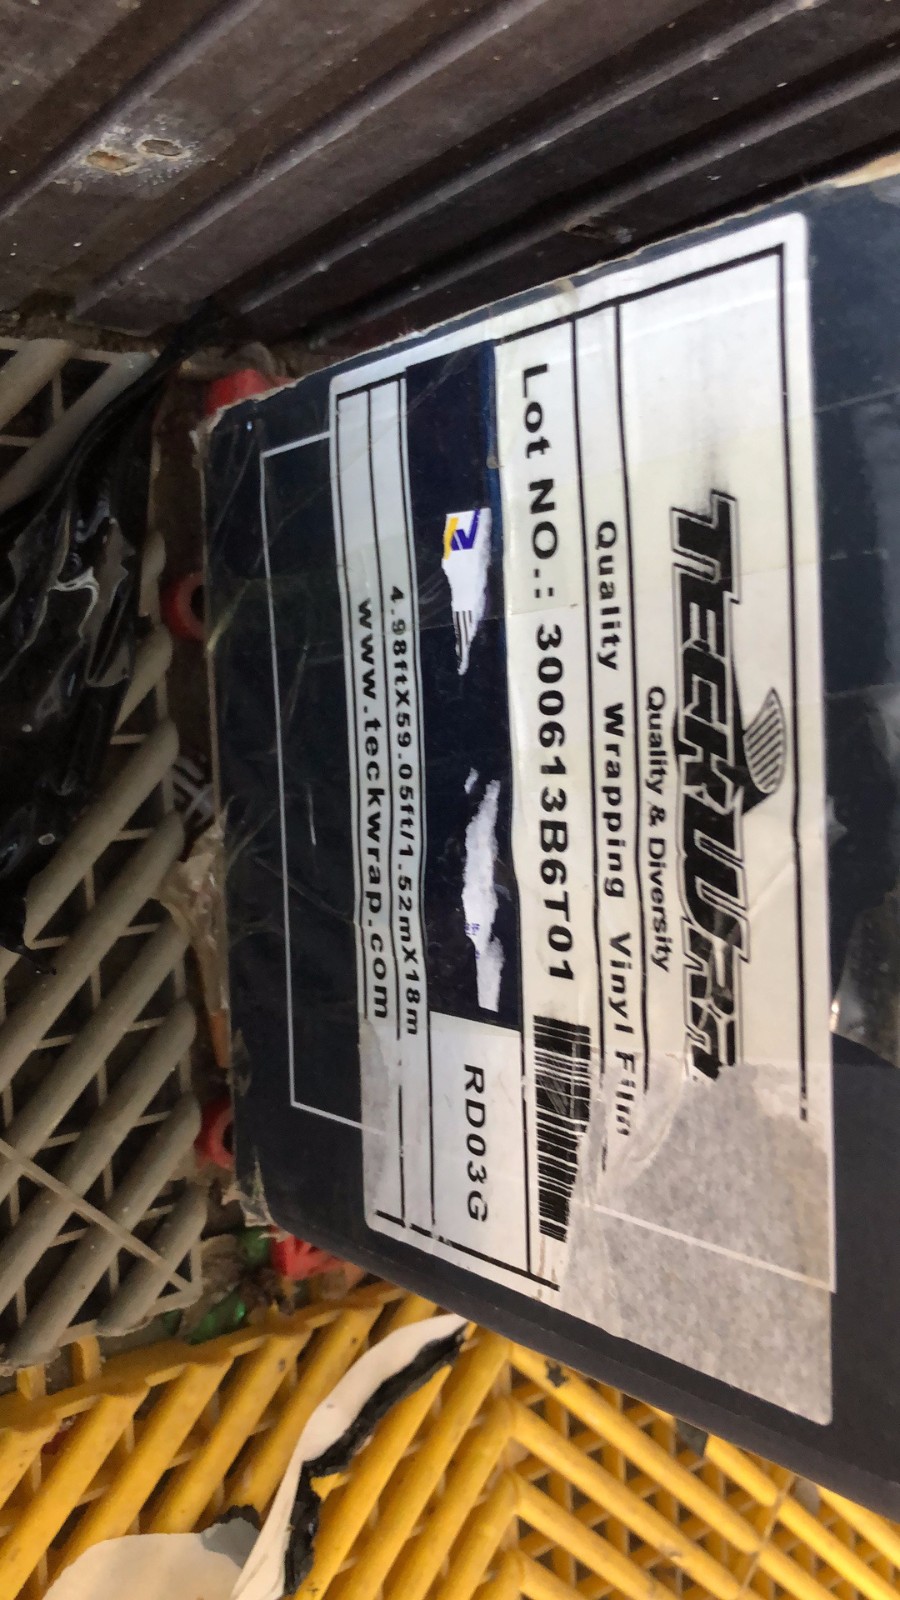 TECKWRAP
Quality & Diversity
Quality Wrapping Vinyl Film
Lot NO.: 300613B6T01
RD03G
4.98ftX59.05ft/1.52mX18m
www.teckwrap.com